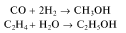 CO + 2H₂ → CH₃OH
C₂H₄ + H₂O → C₂H₅OH